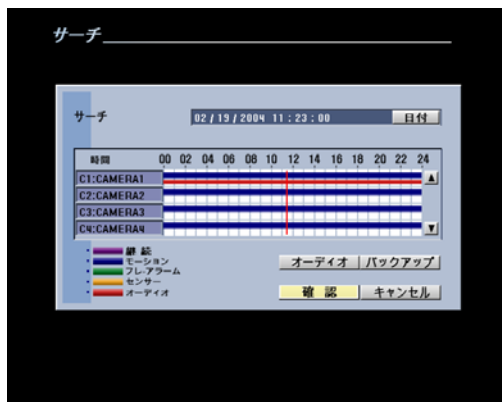 サーチ
サーチ 02/19/2004 11:23:00 日付
時間 00 02 04 06 08 10 12 14 16 18 20 22 24
C1:CAMERA1
C2:CAMERA2
C3:CAMERA3
C4:CAMERA4
継続
モーション
プレ-アラーム
センサー
オーディオ
オーディオ バックアップ
確認 キャンセル